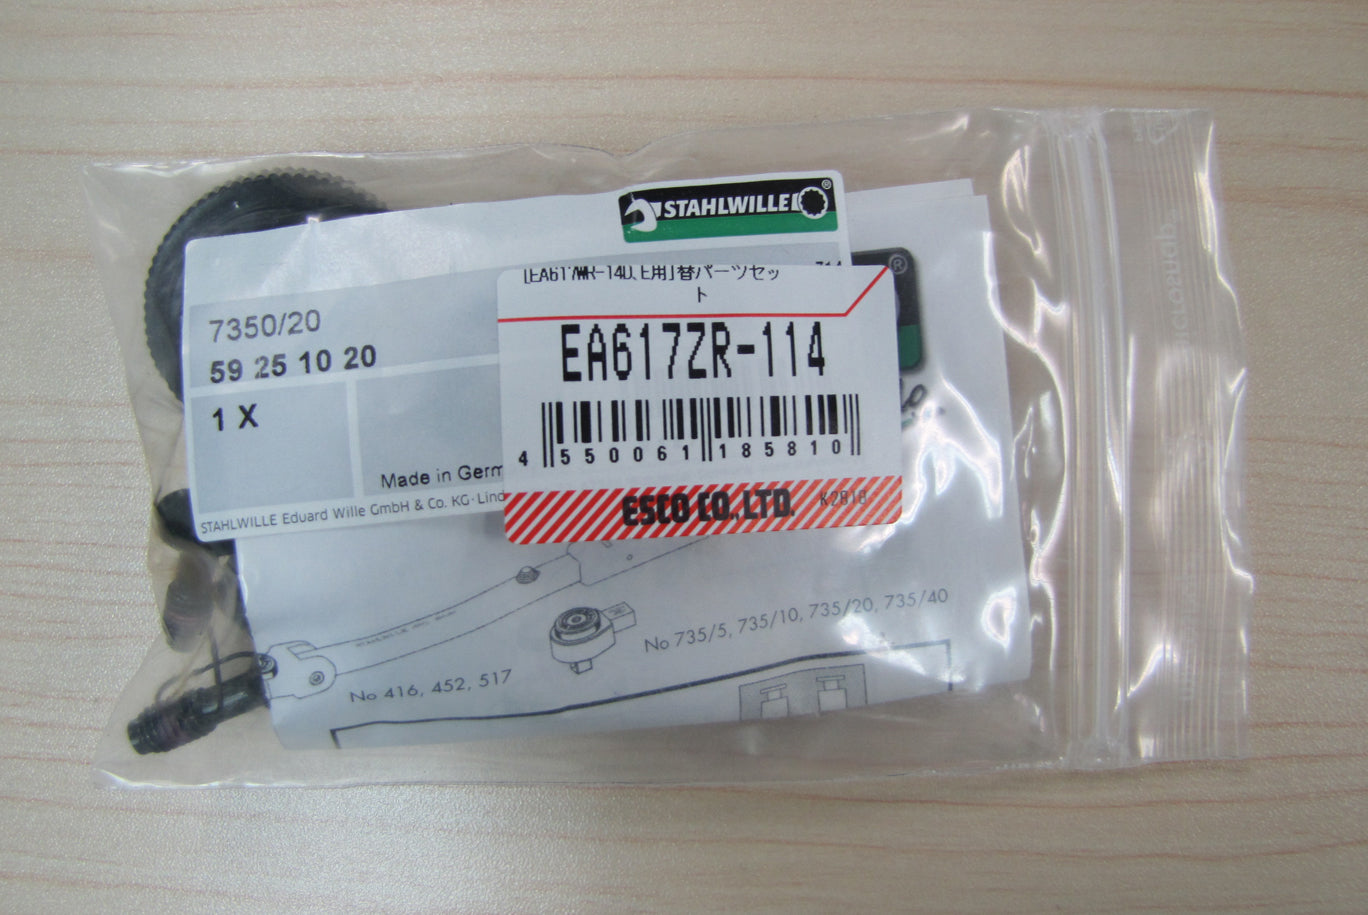 STAHLWILLE®
7350/20
59 25 10 20
1 X
Made in Germ
STAHLWILLE Eduard Wille GmbH & Co. KG · Lind
替パーツセッ
ト
EA617ZR-114
4 550061 185810
ESCO CO.,LTD. K2818
®
No 416, 452, 517
No 735/5, 735/10, 735/20, 735/40